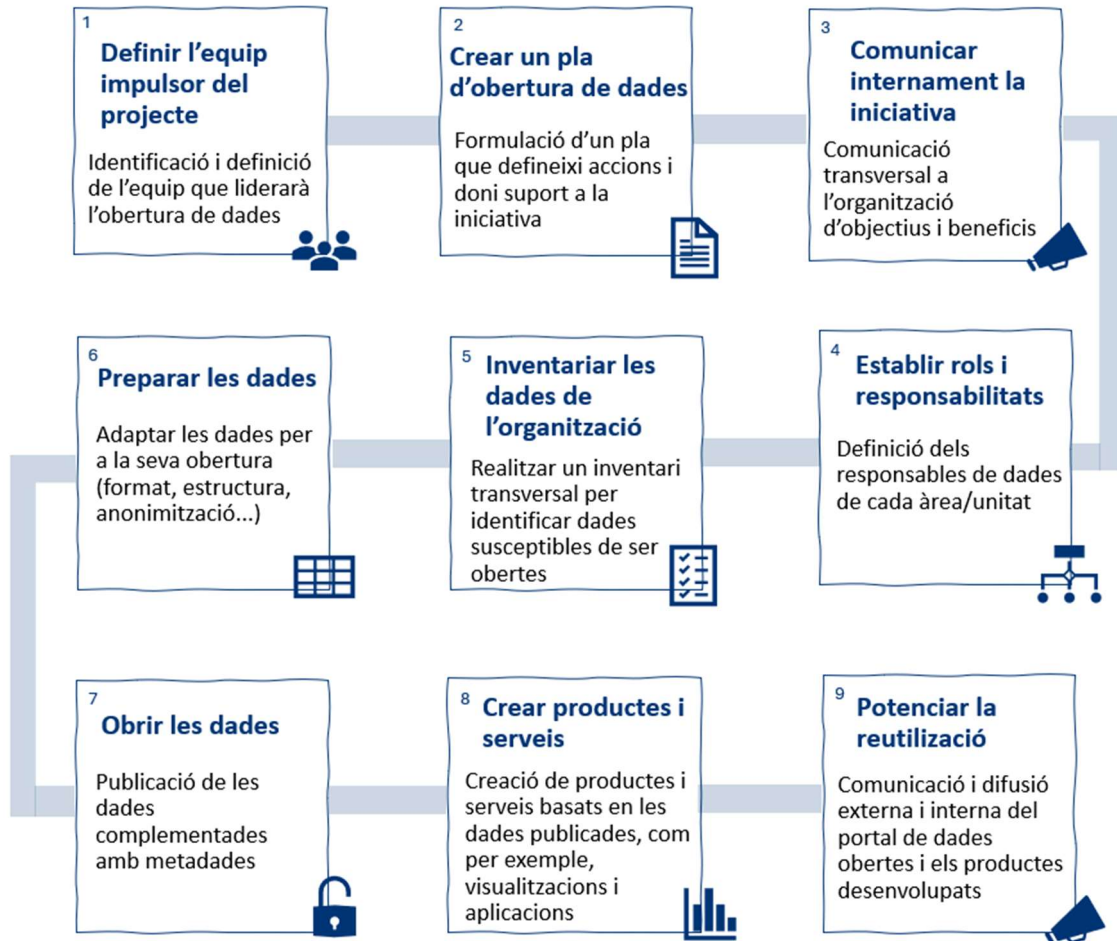 1
Definir l’equip
impulsor del
projecte
Identificació i definició
de l’equip que liderarà
l’obertura de dades
2
Crear un pla
d’obertura de dades
Formulació d’un pla
que defineixi accions i
doni suport a la
iniciativa
3
Comunicar
internament la
iniciativa
Comunicació
transversal a
l’organització
d’objectius i beneficis
4
Establir rols i
responsabilitats
Definició dels
responsables de dades
de cada àrea/unitat
5
Inventariar les
dades de
l’organització
Realitzar un inventari
transversal per
identificar dades
susceptibles de ser
obertes
6
Preparar les dades
Adaptar les dades per
a la seva obertura
(format, estructura,
anonimització...)
7
Obrir les dades
Publicació de les
dades
complementades
amb metadades
8
Crear productes i
serveis
Creació de productes i
serveis basats en les
dades publicades, com
per exemple,
visualitzacions i
aplicacions
9
Potenciar la
reutilització
Comunicació i difusió
externa i interna del
portal de dades
obertes i els productes
desenvolupats